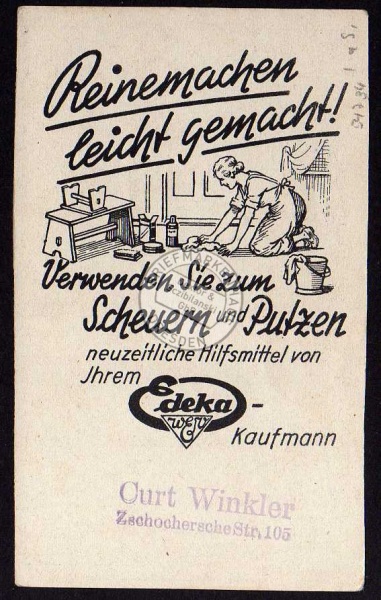 Reinemachen
leicht gemacht!
Verwenden Sie zum
Scheuern und Putzen
neuzeitliche Hilfsmittel von
Jhrem Edeka-
Kaufmann
Curt Winkler
Zschochersche Str. 105